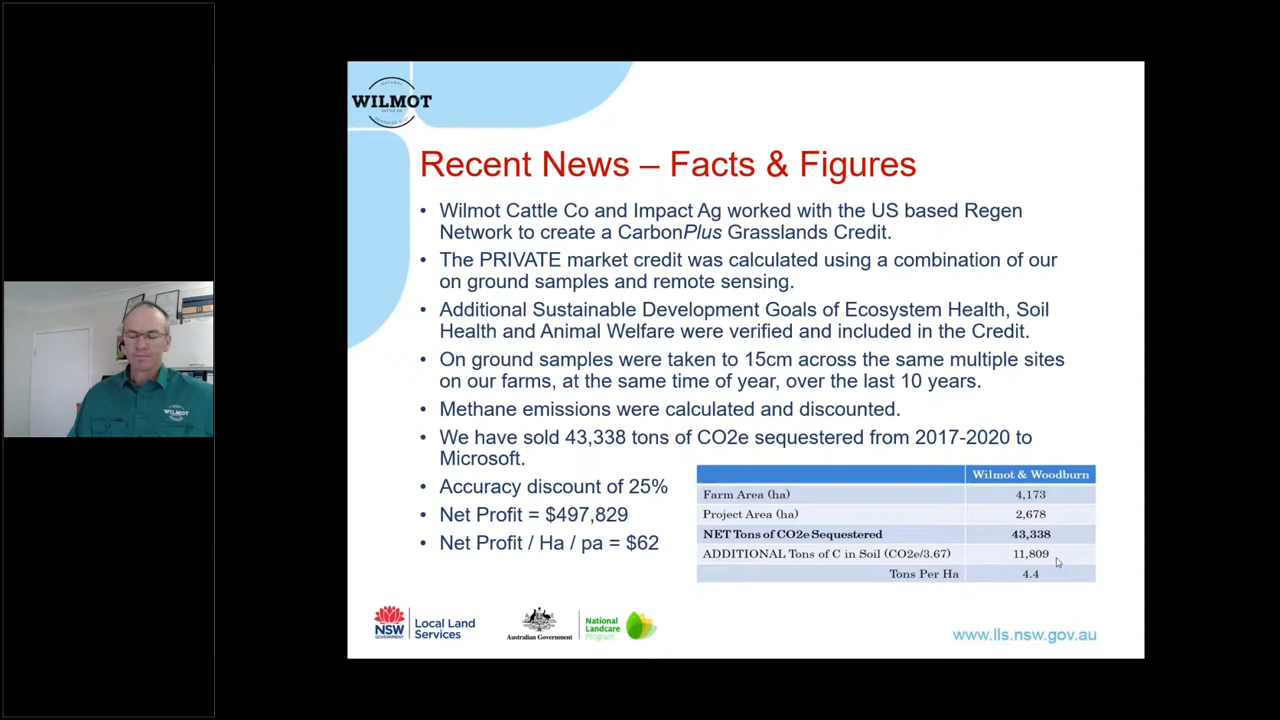 WILMOT
Recent News – Facts & Figures
• Wilmot Cattle Co and Impact Ag worked with the US based Regen
Network to create a CarbonPlus Grasslands Credit.
• The PRIVATE market credit was calculated using a combination of our
on ground samples and remote sensing.
• Additional Sustainable Development Goals of Ecosystem Health, Soil
Health and Animal Welfare were verified and included in the Credit.
• On ground samples were taken to 15cm across the same multiple sites
on our farms, at the same time of year, over the last 10 years.
• Methane emissions were calculated and discounted.
• We have sold 43,338 tons of CO2e sequestered from 2017-2020 to
Microsoft.
• Accuracy discount of 25%
• Net Profit = $497,829
• Net Profit / Ha / pa = $62
Wilmot & Woodburn
Farm Area (ha) 4,173
Project Area (ha) 2,678
NET Tons of CO2e Sequestered 43,338
ADDITIONAL Tons of C in Soil (CO2e/3.67) 11,809
Tons Per Ha 4.4
WILMOT
NSW
GOVERNMENT
Local Land
Services
Australian Government
National
Landcare
Program
www.lls.nsw.gov.au